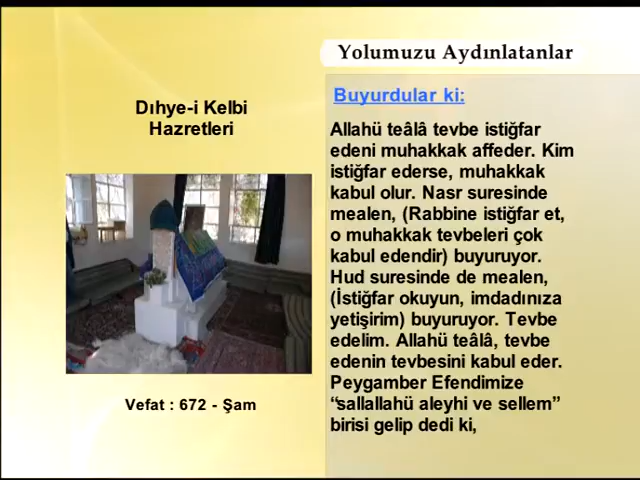 Yolumuzu Aydınlatanlar
Dıhye-i Kelbi
Hazretleri
Vefat : 672 - Şam
Buyurdular ki:
Allahü teâlâ tevbe istiğfar
edeni muhakkak affeder. Kim
istiğfar ederse, muhakkak
kabul olur. Nasr suresinde
mealen, (Rabbine istiğfar et,
o muhakkak tevbeleri çok
kabul edendir) buyuruyor.
Hud suresinde de mealen,
(İstiğfar okuyun, imdadınıza
yetişirim) buyuruyor. Tevbe
edelim. Allahü teâlâ, tevbe
edenin tevbesini kabul eder.
Peygamber Efendimize
“sallallahü aleyhi ve sellem”
birisi gelip dedi ki,